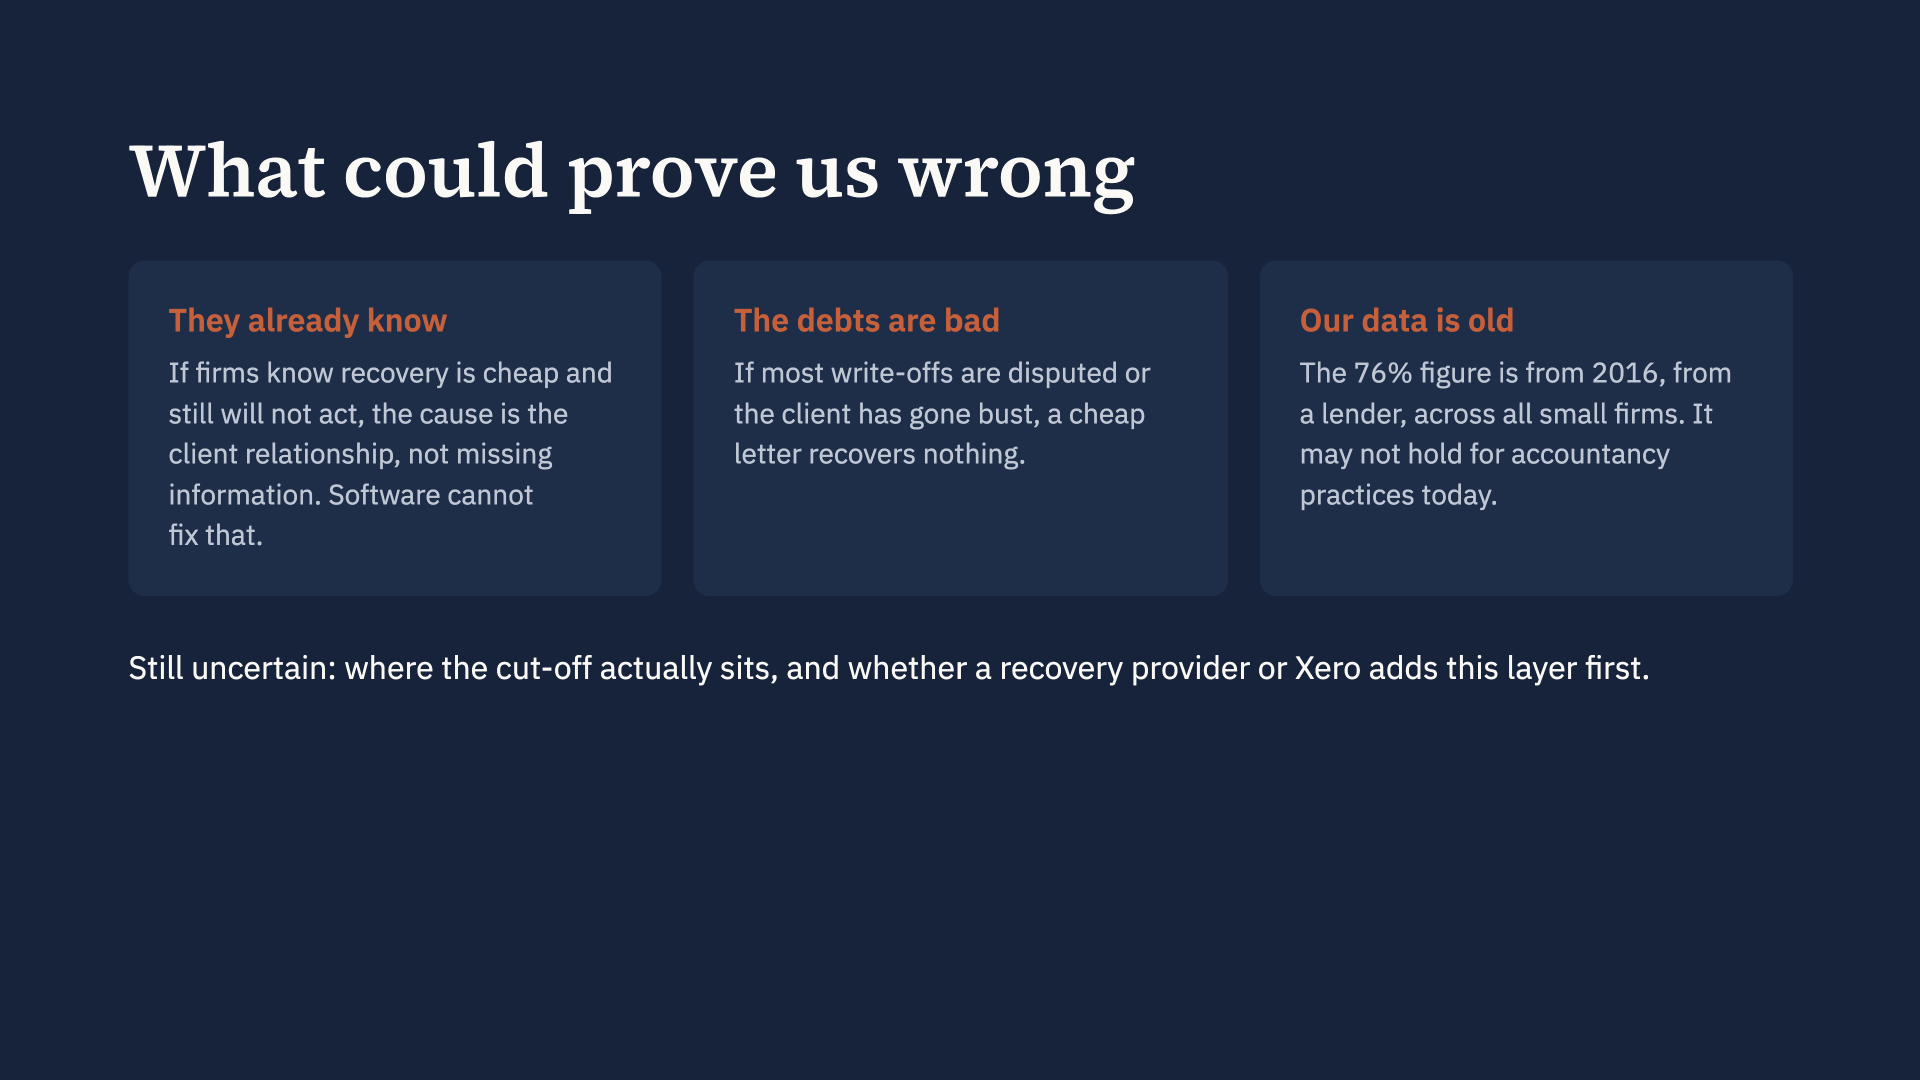 What could prove us wrong
They already know
If firms know recovery is cheap and
still will not act, the cause is the
client relationship, not missing
information. Software cannot
fix that.
The debts are bad
If most write-offs are disputed or
the client has gone bust, a cheap
letter recovers nothing.
Our data is old
The 76% figure is from 2016, from
a lender, across all small firms. It
may not hold for accountancy
practices today.
Still uncertain: where the cut-off actually sits, and whether a recovery provider or Xero adds this layer first.